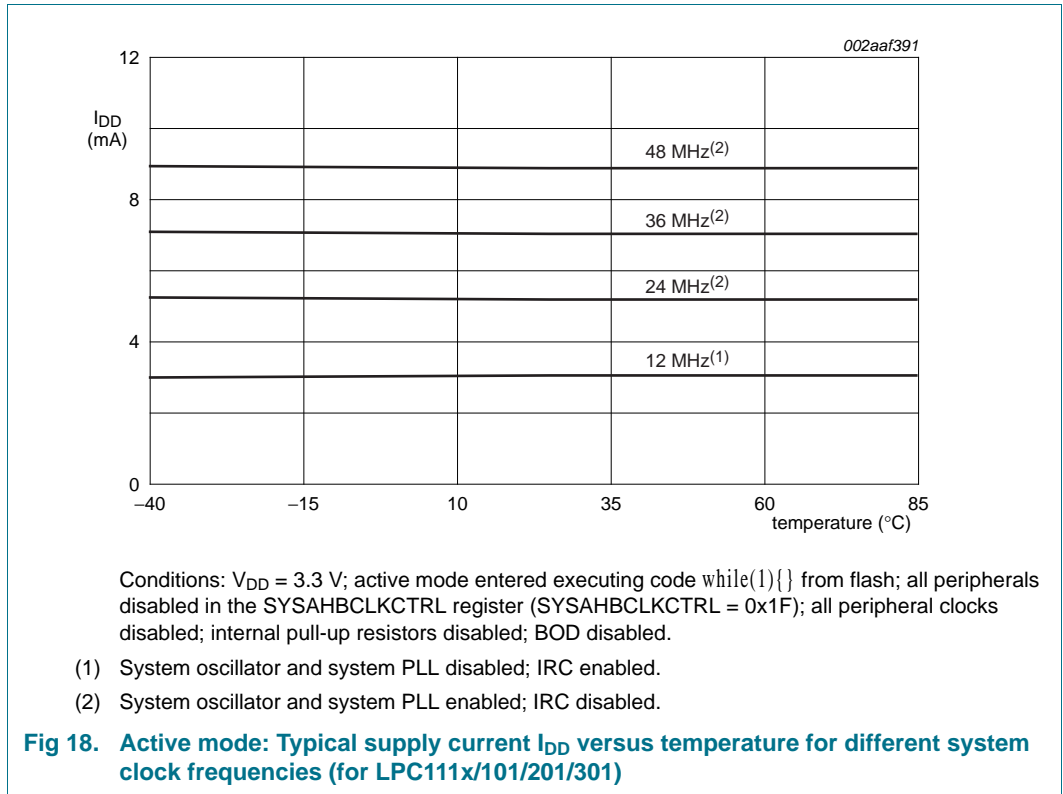 002aaf391
12
IDD
(mA)
48 MHz(2)
8
36 MHz(2)
24 MHz(2)
4
12 MHz(1)
0
−40 −15 10 35 60 85
temperature (°C)
Conditions: VDD = 3.3 V; active mode entered executing code while(1){} from flash; all peripherals
disabled in the SYSAHBCLKCTRL register (SYSAHBCLKCTRL = 0x1F); all peripheral clocks
disabled; internal pull-up resistors disabled; BOD disabled.
(1) System oscillator and system PLL disabled; IRC enabled.
(2) System oscillator and system PLL enabled; IRC disabled.
Fig 18. Active mode: Typical supply current IDD versus temperature for different system
clock frequencies (for LPC111x/101/201/301)